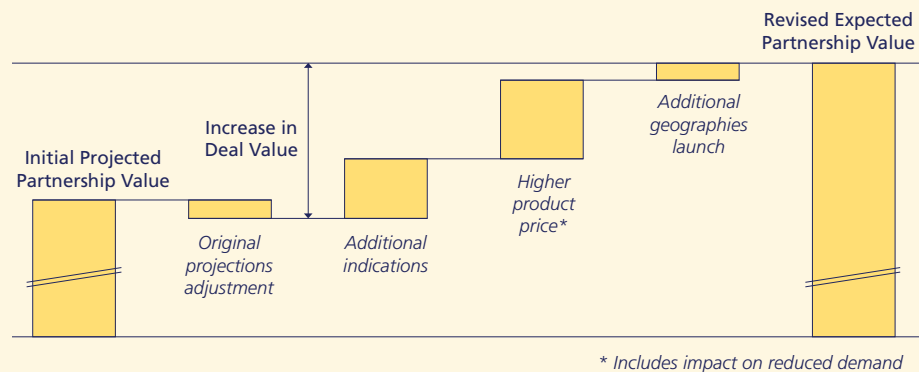 Revised Expected
Partnership Value
Increase in
Deal Value
Additional
geographies
launch
Initial Projected
Partnership Value
Higher
product
price*
Original
projections
adjustment
Additional
indications
* Includes impact on reduced demand